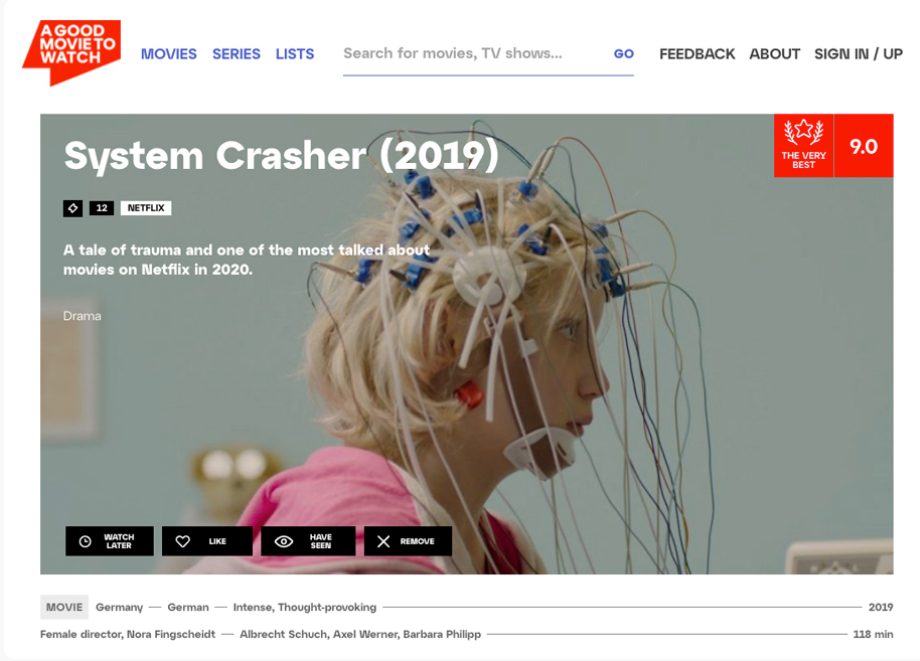 A GOOD
MOVIE TO
WATCH
MOVIES SERIES LISTS Search for movies, TV shows... GO FEEDBACK ABOUT SIGN IN / UP
System Crasher (2019)
THE VERY
BEST
9.0
12 NETFLIX
A tale of trauma and one of the most talked about
movies on Netflix in 2020.
Drama
WATCH
LATER
LIKE
HAVE
SEEN
REMOVE
MOVIE Germany — German — Intense, Thought-provoking 2019
Female director, Nora Fingscheidt — Albrecht Schuch, Axel Werner, Barbara Philipp 118 min